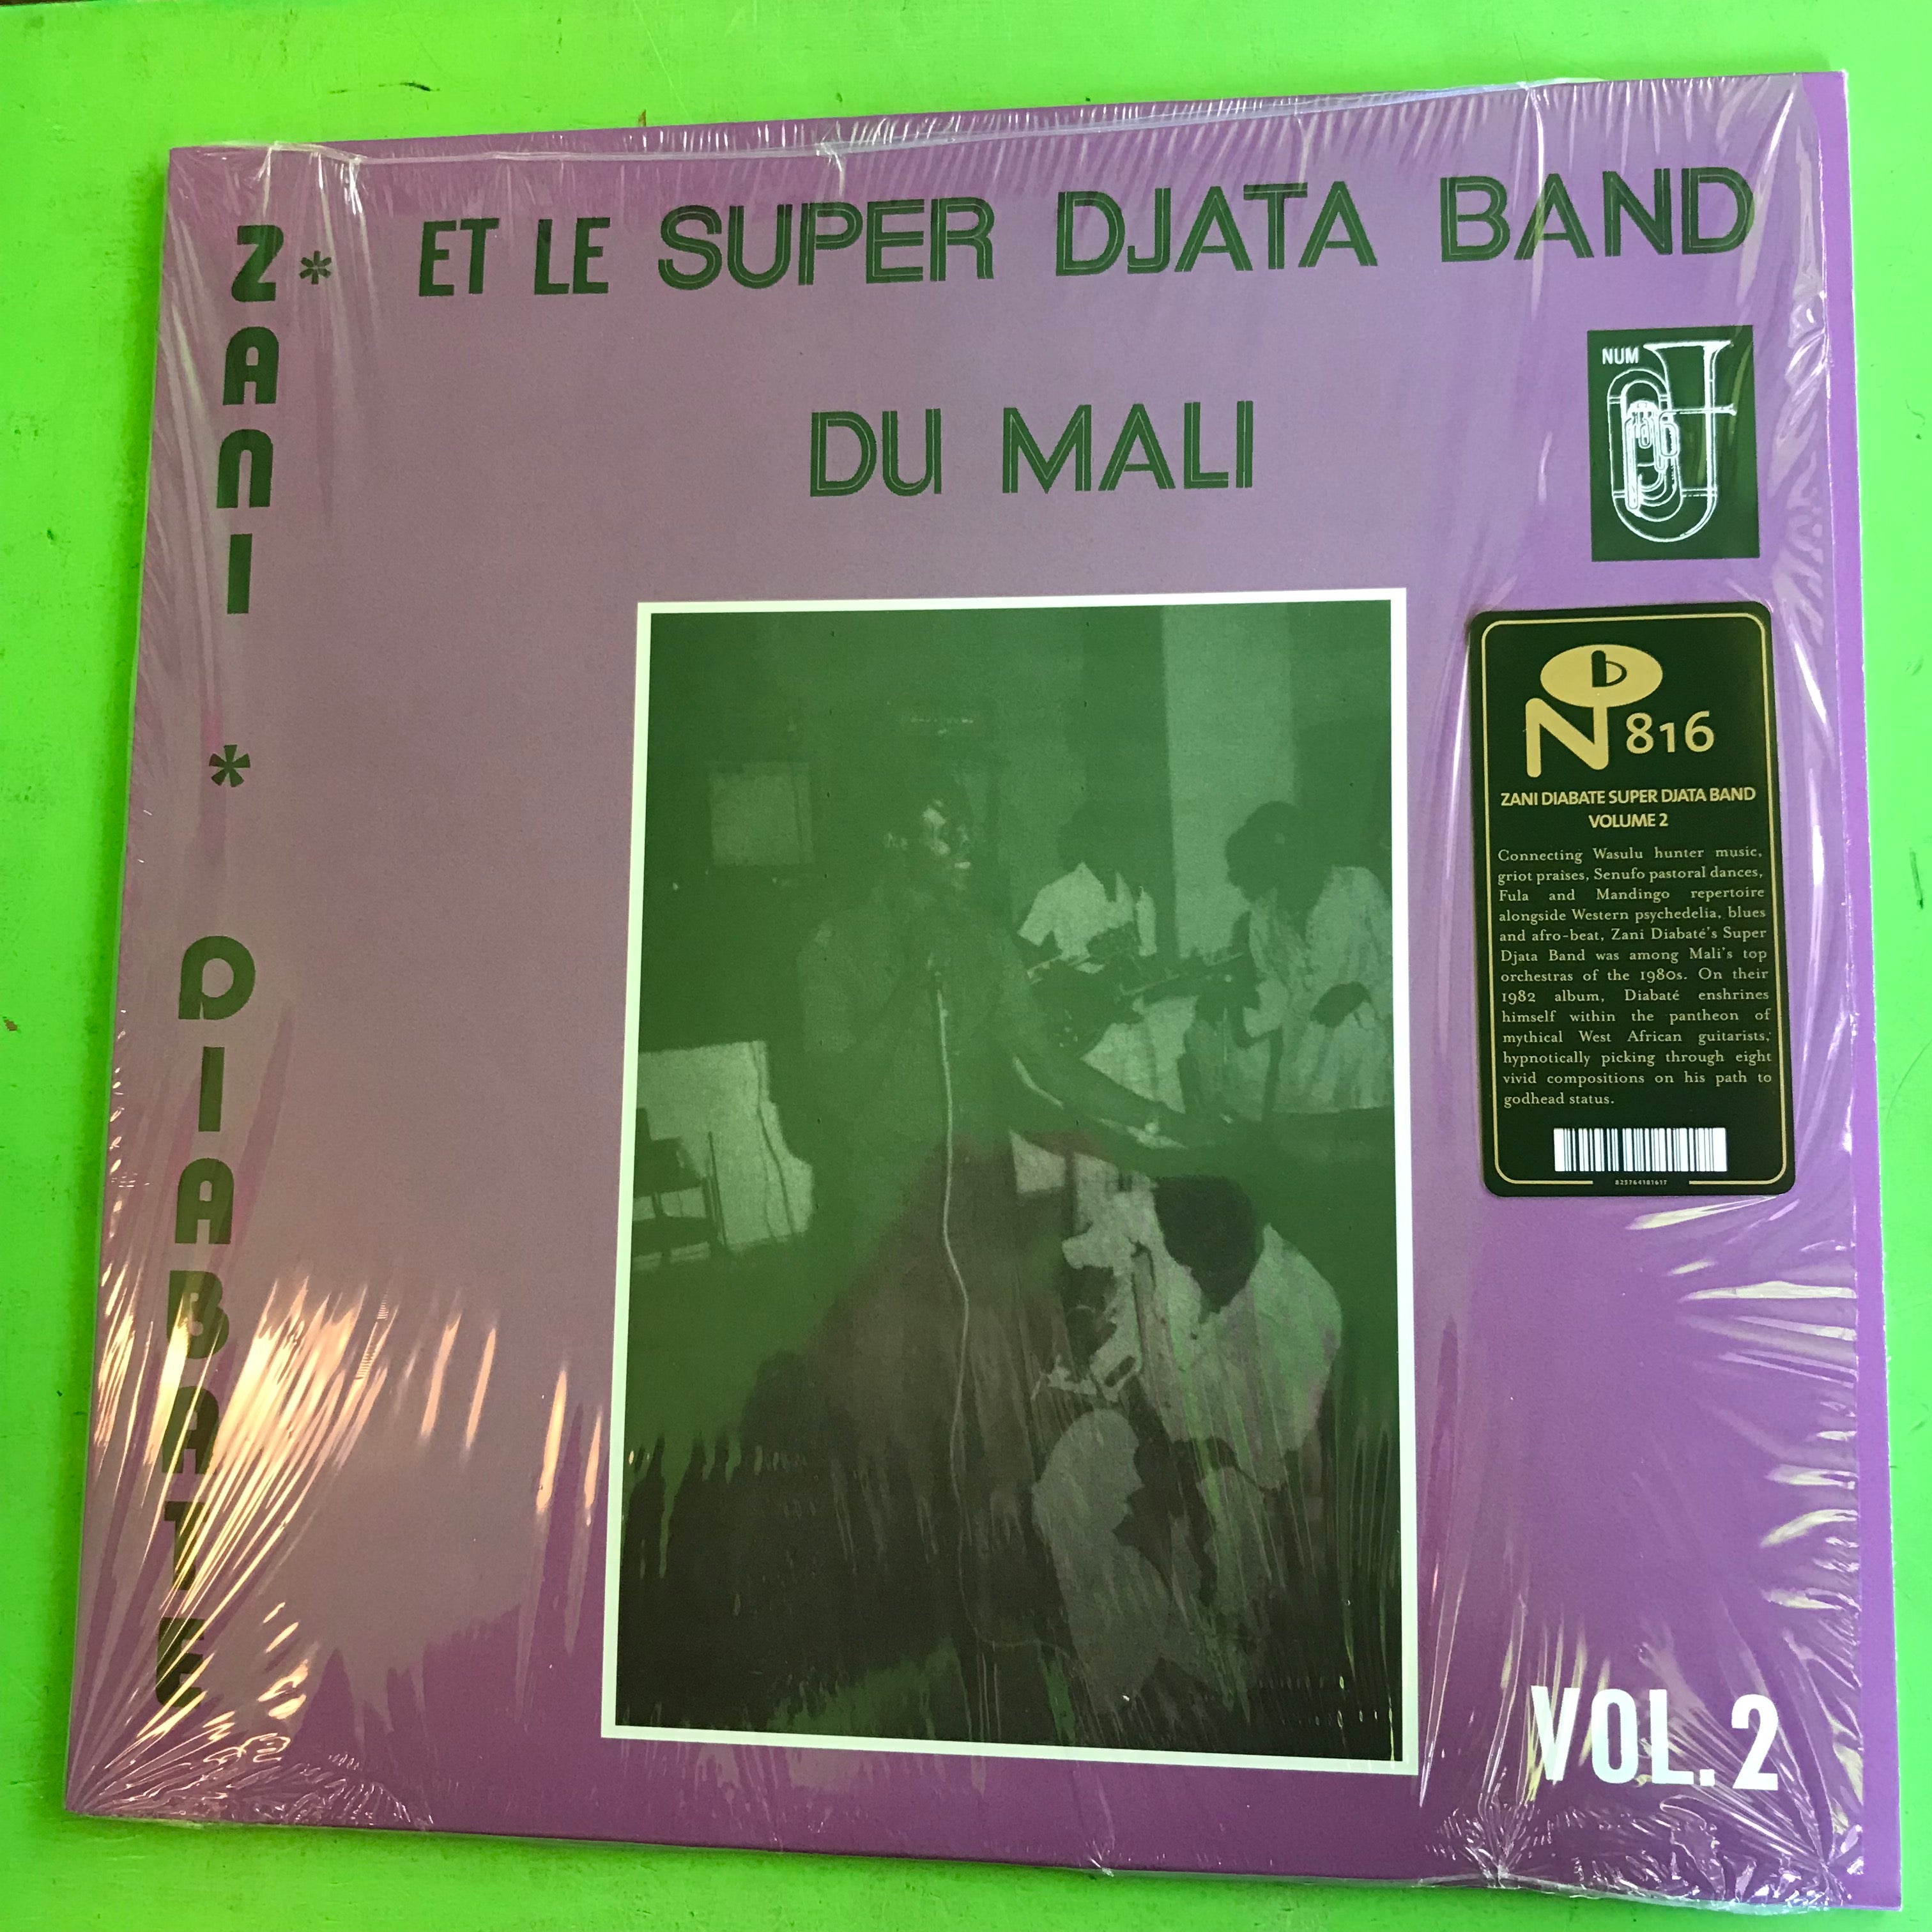 Z* ET LE SUPER DJATA BAND
A
N
I
*
D
I
A
B
A
T
E
DU MALI
NUM
N 816
ZANI DIABATE SUPER DJATA BAND
VOLUME 2
Connecting Wasulu hunter music,
griot praises, Senufo pastoral dances,
Fula and Mandingo repertoire
alongside Western psychedelia, blues
and afro-beat, Zani Diabaté's Super
Djata Band was among Mali's top
orchestras of the 1980s. On their
1982 album, Diabaté enshrines
himself within the pantheon of
mythical West African guitarists,
hypnotically picking through eight
vivid compositions on his path to
godhead status.
825764181617
VOL. 2